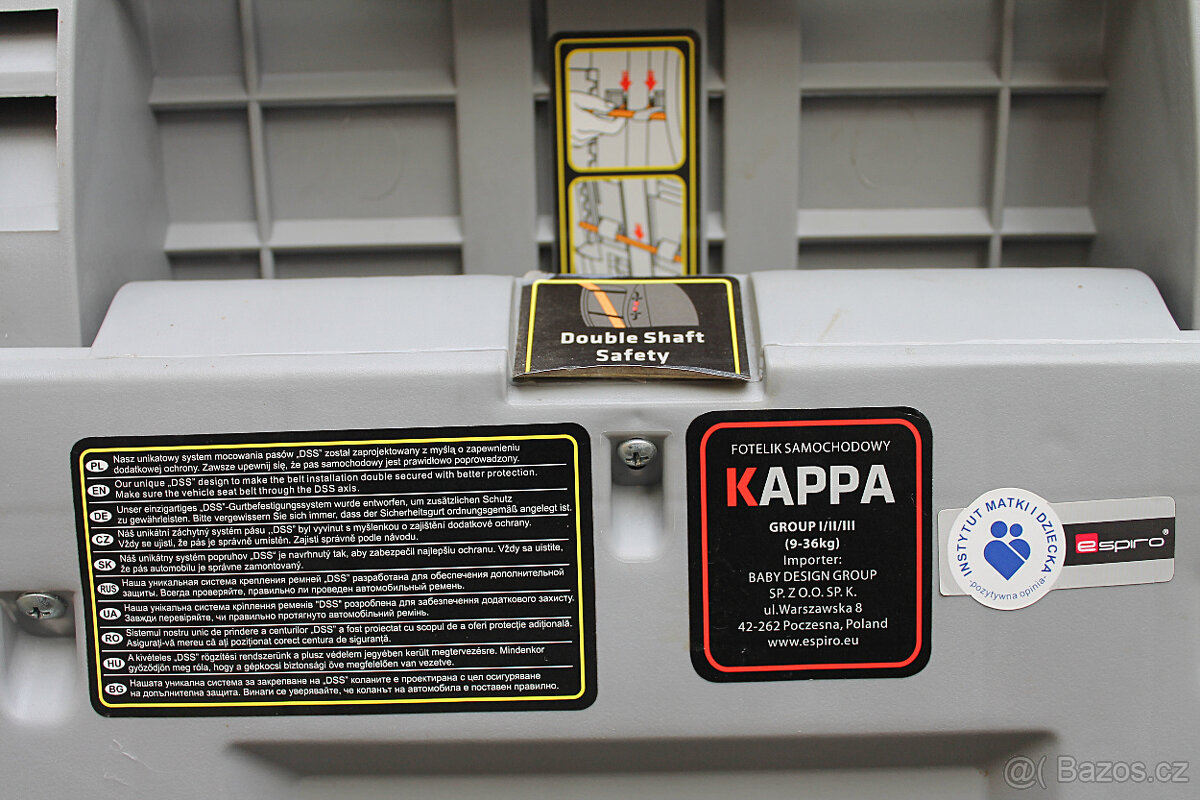 Double Shaft
Safety
PL Nasz unikatowy system mocowania pasów „DSS" został zaprojektowany z myślą o zapewnieniu
dodatkowej ochrony. Zawsze upewnij się, że pas samochodowy jest prawidłowo poprowadzony.
EN Our unique „DSS" design to make the belt installation double secured with better protection.
Make sure the vehicle seat belt through the DSS axis.
DE Unser einzigartiges „DSS"-Gurtbefestigungssystem wurde entworfen, um zusätzlichen Schutz
zu gewährleisten. Bitte vergewissern Sie sich immer, dass der Sicherheitsgurt ordnungsgemäß angelegt ist.
CZ Náš unikátní záchytný systém pásu „DSS" byl vyvinut s myšlenkou o zajištění dodatkové ochrany.
Vždy se ujisti, že pás je správně umístěn. Zajisti správně podle návodu.
SK Náš unikátny systém popruhov „DSS" je navrhnutý tak, aby zabezpečil najlepšiu ochranu. Vždy sa uistite,
že pás automobilu je správne zamontovaný.
RUS Наша уникальная система крепления ремней „DSS" разработана для обеспечения дополнительной
защиты. Всегда проверяйте, правильно ли проведен автомобильный ремень.
UA Наша унікальна система кріплення ременів "DSS" розроблена для забезпечення додаткового захисту.
Завжди перевіряйте, чи правильно протягнуто автомобільний ремінь.
RO Sistemul nostru unic de prindere a centurilor „DSS" a fost proiectat cu scopul de a oferi protecție adițională.
Asigurați-vă mereu că ați poziționat corect centura de siguranță.
HU A kivételes „DSS" rögzítési rendszerünk a plusz védelem jegyében került megtervezésre. Mindenkor
győződjön meg róla, hogy a gépkocsi biztonsági öve megfelelően van vezetve.
BG Нашата уникална система за закрепване на „DSS" коланите е проектирана с цел осигуряване
на допълнителна защита. Винаги се уверявайте, че коланът на автомобила е поставен правилно.
FOTELIK SAMOCHODOWY
KAPPA
GROUP I/II/III
(9-36kg)
Importer:
BABY DESIGN GROUP
SP. Z O.O. SP. K.
ul.Warszawska 8
42-262 Poczesna, Poland
www.espiro.eu
INSTYTUT MATKI I DZIECKA
-pozytywna opinia-
espiro®
@( Bazos.cz